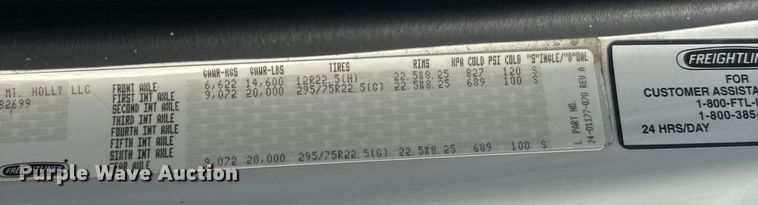 GAWR-KGS GAWR-LBS TIRES RIMS KPA COLD PSI COLD "S"INGLE/"D"UAL
MT. HOLLY LLC
82699
FRONT AXLE 6,622 14,600 12R22.5(H) 22.5X8.25 827 120 S
FIRST INT AXLE 9,072 20,000 295/75R22.5(G) 22.5X8.25 689 100 S
SECOND INT AXLE
THIRD INT AXLE
FOURTH INT AXLE
FIFTH INT AXLE
SIXTH INT AXLE
REAR AXLE 9,072 20,000 295/75R22.5(G) 22.5X8.25 689 100 S
PART NO.
24-01177-070 REV A
FREIGHTLINER
FREIGHTLIN
FOR
CUSTOMER ASSISTA
1-800-FTL-
1-800-385-
24 HRS/DAY
Purple Wave Auction